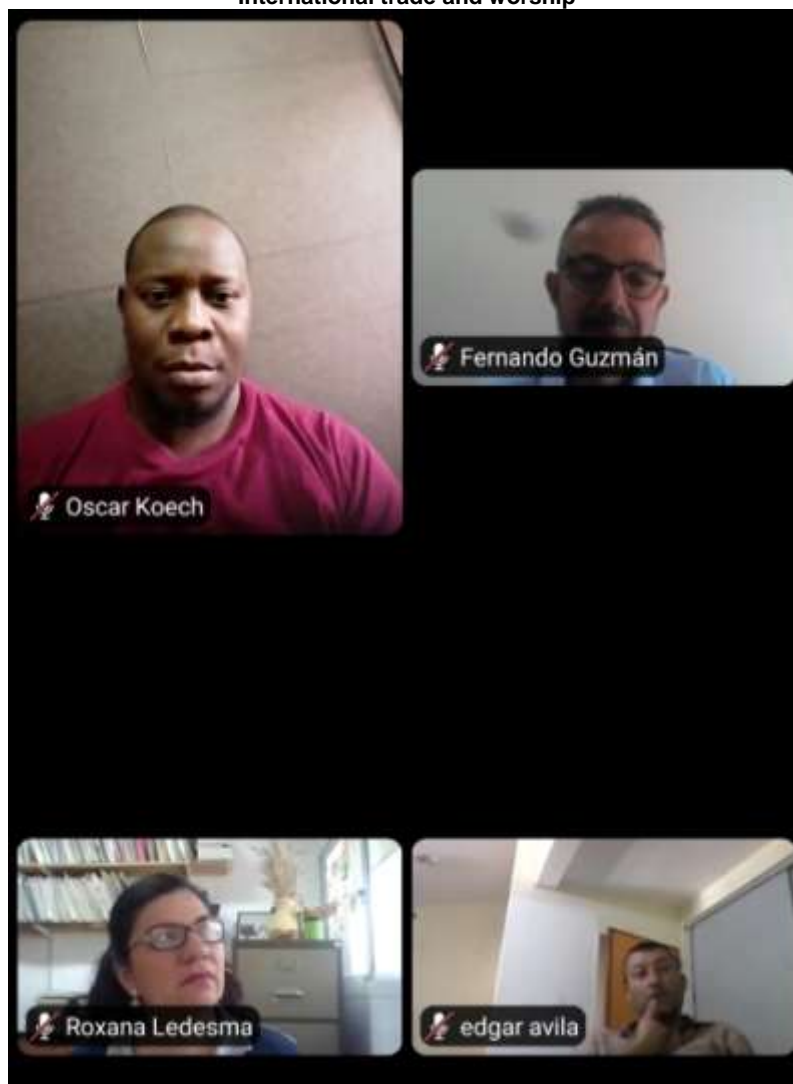 International trade and worship
Oscar Koech
Fernando Guzmán
Roxana Ledesma
edgar avila